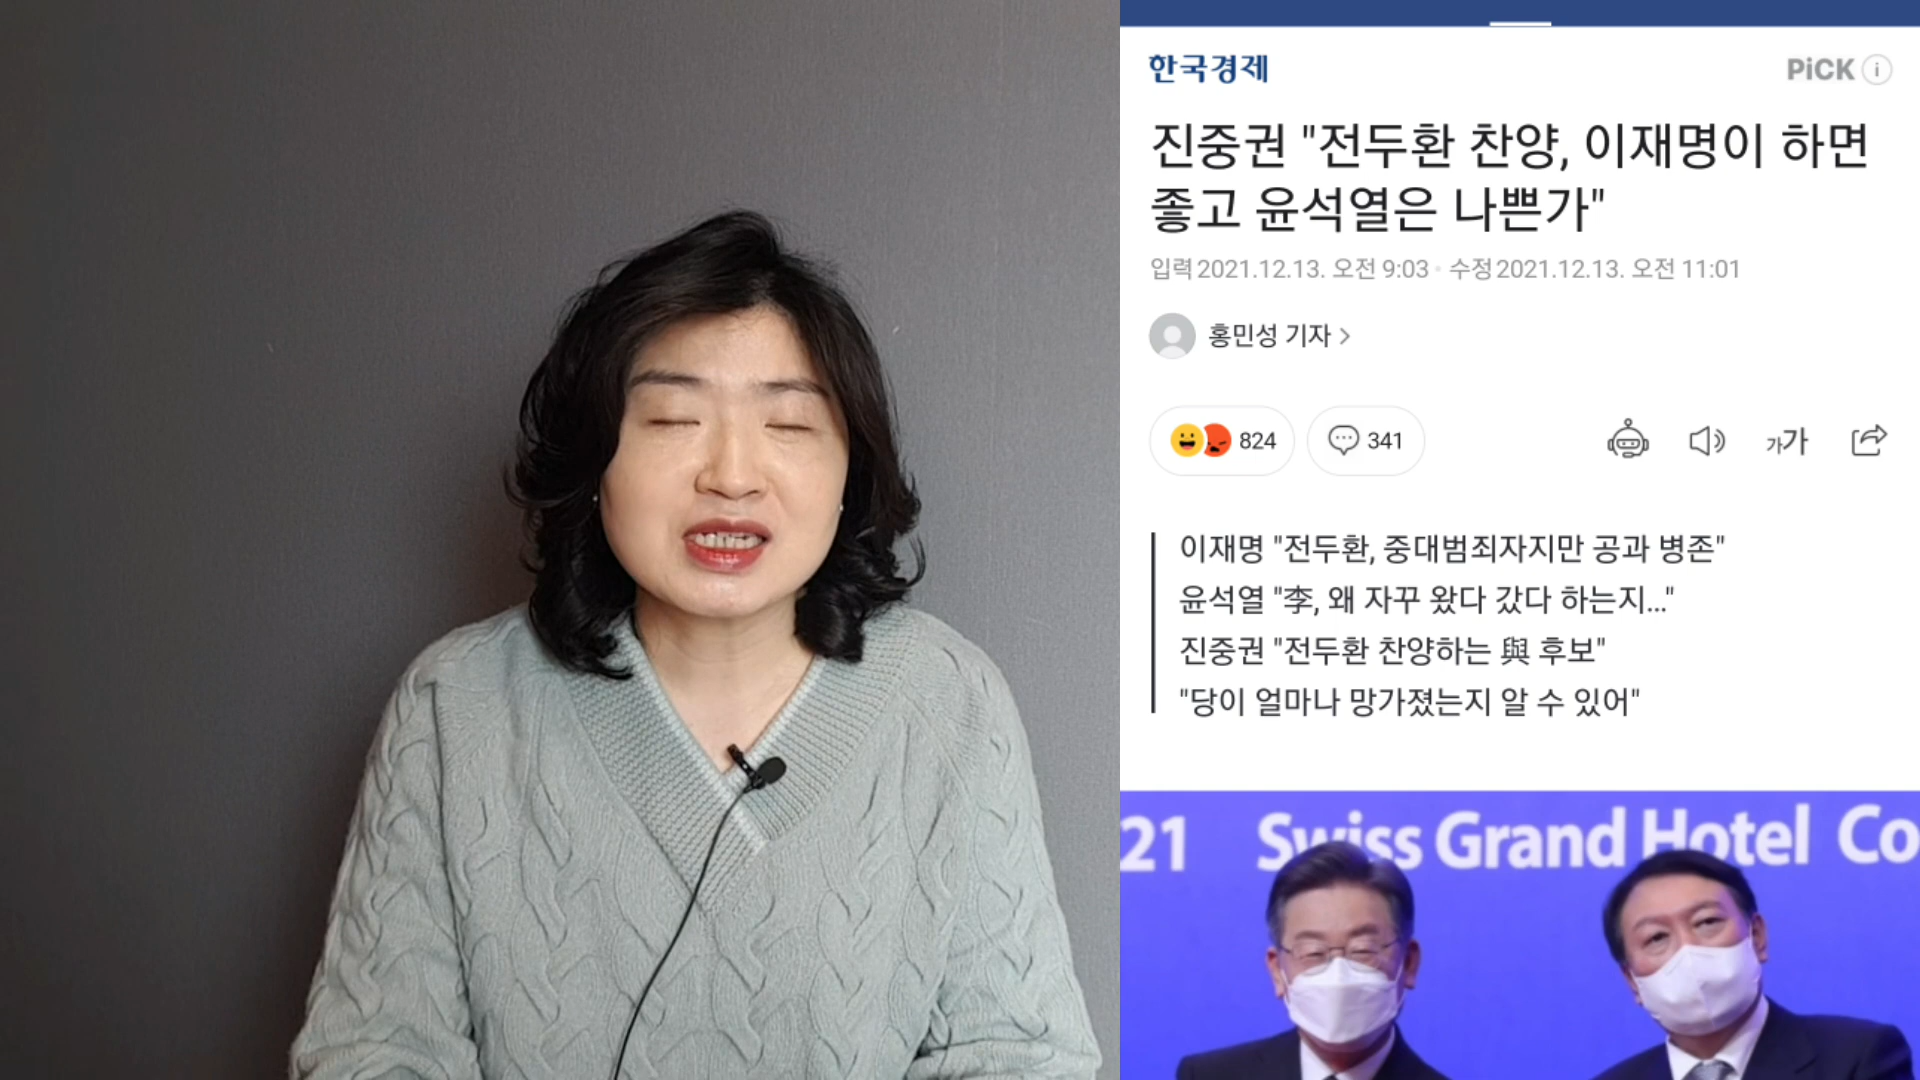 한국경제
PiCK
진중권 "전두환 찬양, 이재명이 하면
좋고 윤석열은 나쁜가"
입력 2021.12.13. 오전 9:03 · 수정 2021.12.13. 오전 11:01
홍민성 기자
824
341
가가
이재명 "전두환, 중대범죄자지만 공과 병존"
윤석열 "李, 왜 자꾸 왔다 갔다 하는지…"
진중권 "전두환 찬양하는 與 후보"
"당이 얼마나 망가졌는지 알 수 있어"
21 Swiss Grand Hotel Co